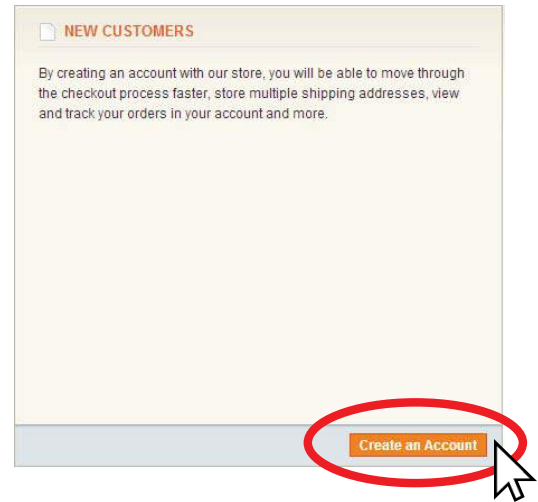 NEW CUSTOMERS
By creating an account with our store, you will be able to move through
the checkout process faster, store multiple shipping addresses, view
and track your orders in your account and more.
Create an Account